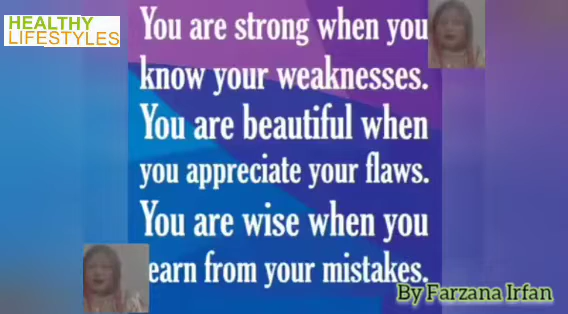 HEALTHY
LIFESTYLES
You are strong when you
know your weaknesses.
You are beautiful when
you appreciate your flaws.
You are wise when you
earn from your mistakes.
By Farzana Irfan